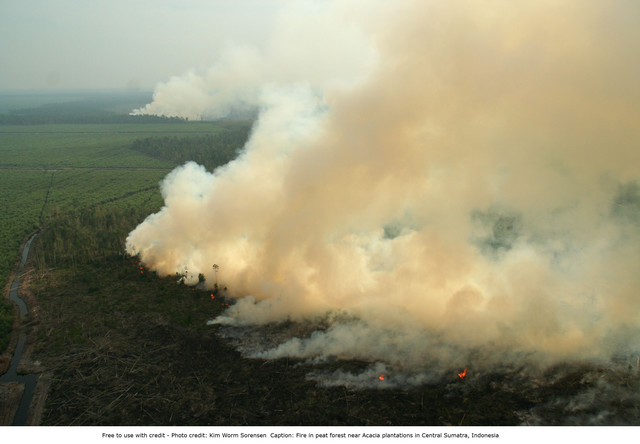 Free to use with credit - Photo credit: Kim Worm Sorensen  Caption: Fire in peat forest near Acacia plantations in Central Sumatra, Indonesia